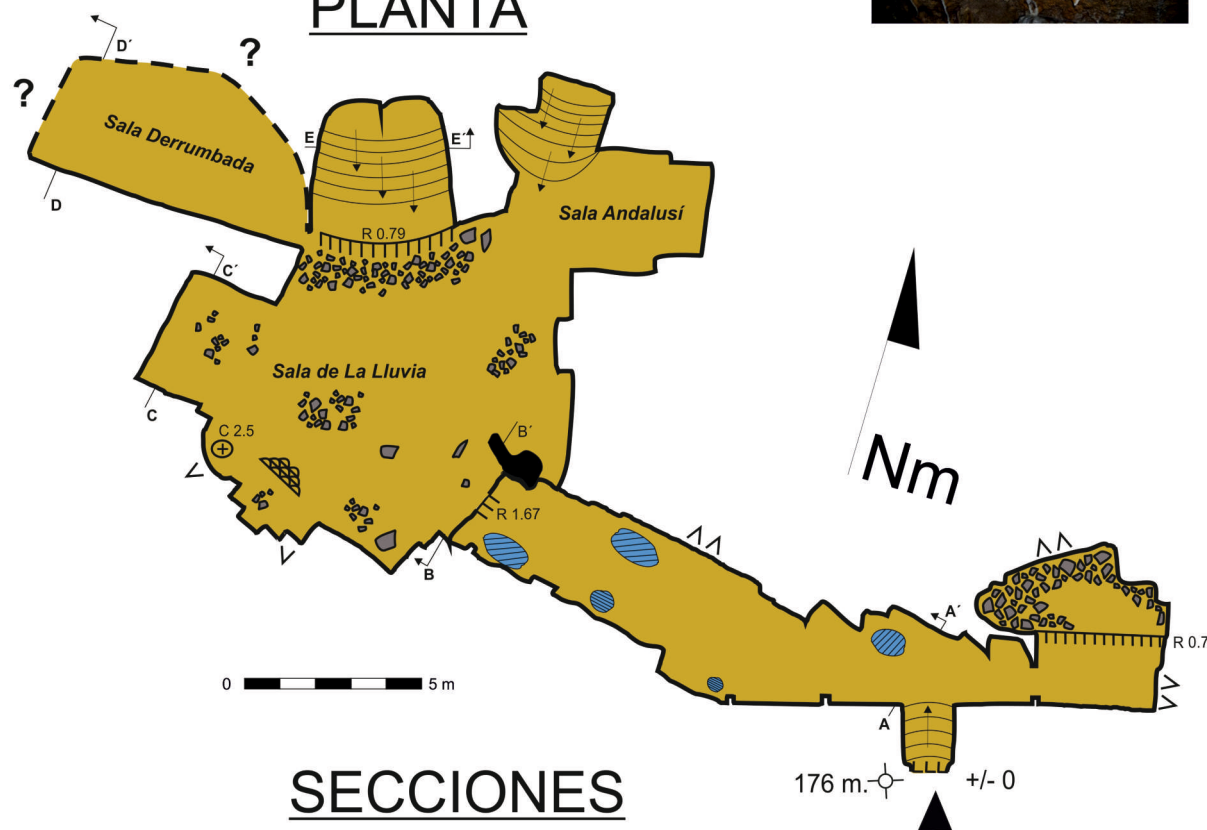 PLANTA
D´
?
?
Sala Derrumbada
E
E´
D
R 0.79
Sala Andalusí
C´
Sala de La Lluvia
C
C 2.5
B´
R 1.67
B
Nm
A´
R 0.7
0
5 m
A
176 m.
+/- 0
SECCIONES